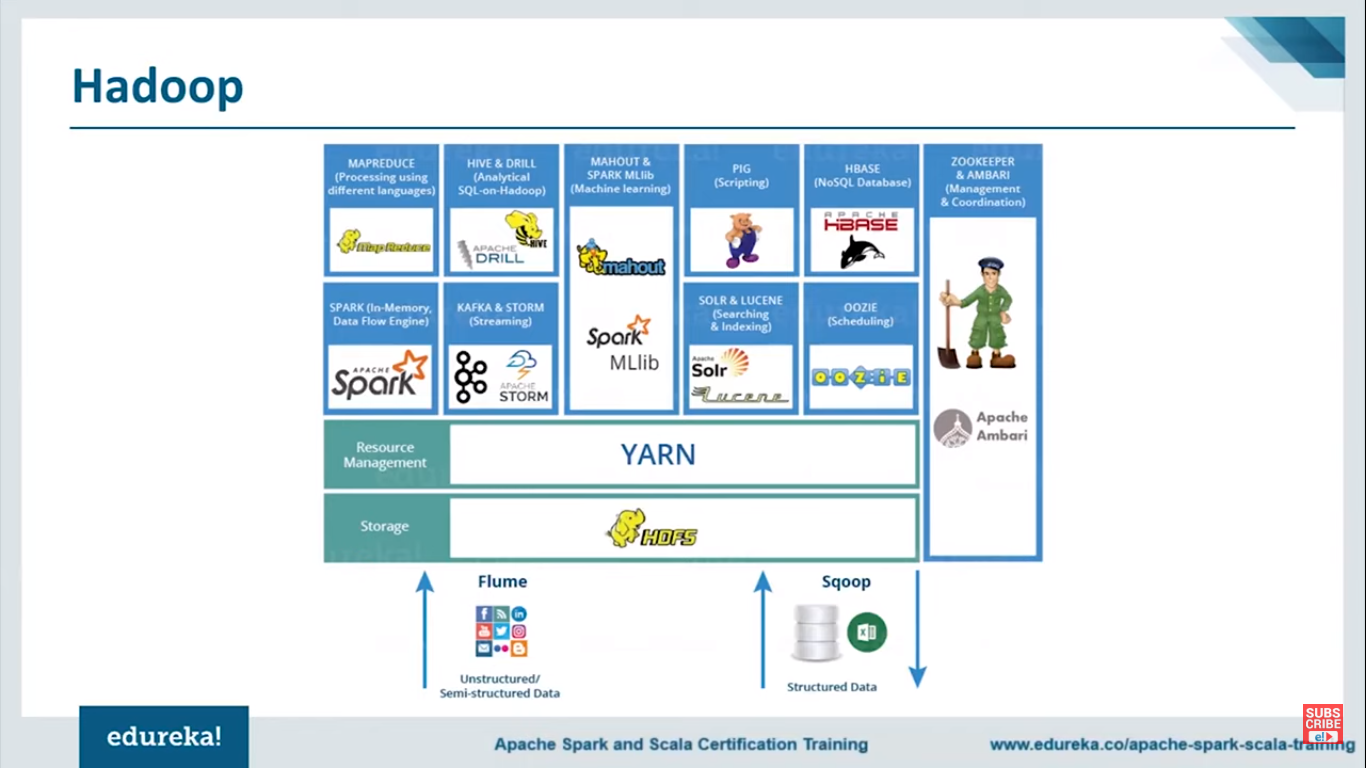 Hadoop
MAPREDUCE
(Processing using
different languages)
Map Reduce
HIVE & DRILL
(Analytical
SQL-on-Hadoop)
HIVE
APACHE
DRILL
MAHOUT &
SPARK MLlib
(Machine learning)
mahout
Spark
MLlib
PIG
(Scripting)
HBASE
(NoSQL Database)
APACHE
HBASE
ZOOKEEPER
& AMBARI
(Management
& Coordination)
Apache
Ambari
SPARK (In-Memory,
Data Flow Engine)
APACHE
Spark
KAFKA & STORM
(Streaming)
APACHE
STORM
SOLR & LUCENE
(Searching
& Indexing)
Apache
Solr
Lucene
OOZIE
(Scheduling)
OOZIE
Resource
Management
YARN
Storage
HDFS
Flume
Unstructured/
Semi-structured Data
Sqoop
Structured Data
edureka!
Apache Spark and Scala Certification Training
www.edureka.co/apache-spark-scala-training
SUBS
CRIBE
e!